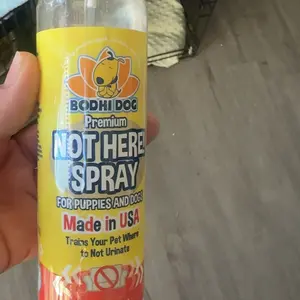 BODHI DOG
Premium
NOT HERE!
SPRAY
FOR PUPPIES AND DOGS
Made in USA
Trains Your Pet Where
to Not Urinate